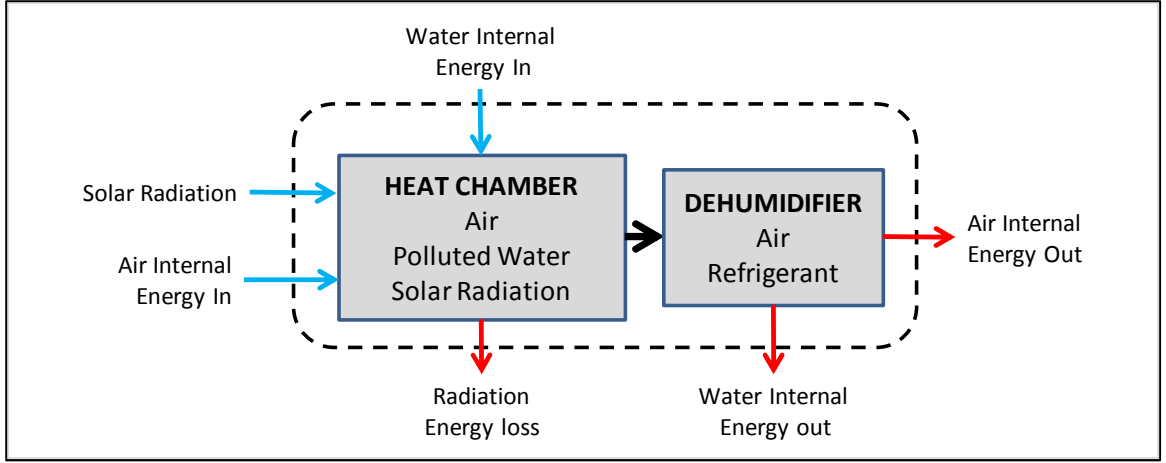 Water Internal
Energy In
Solar Radiation
Air Internal
Energy In
HEAT CHAMBER
Air
Polluted Water
Solar Radiation
DEHUMIDIFIER
Air
Refrigerant
Air Internal
Energy Out
Radiation
Energy loss
Water Internal
Energy out